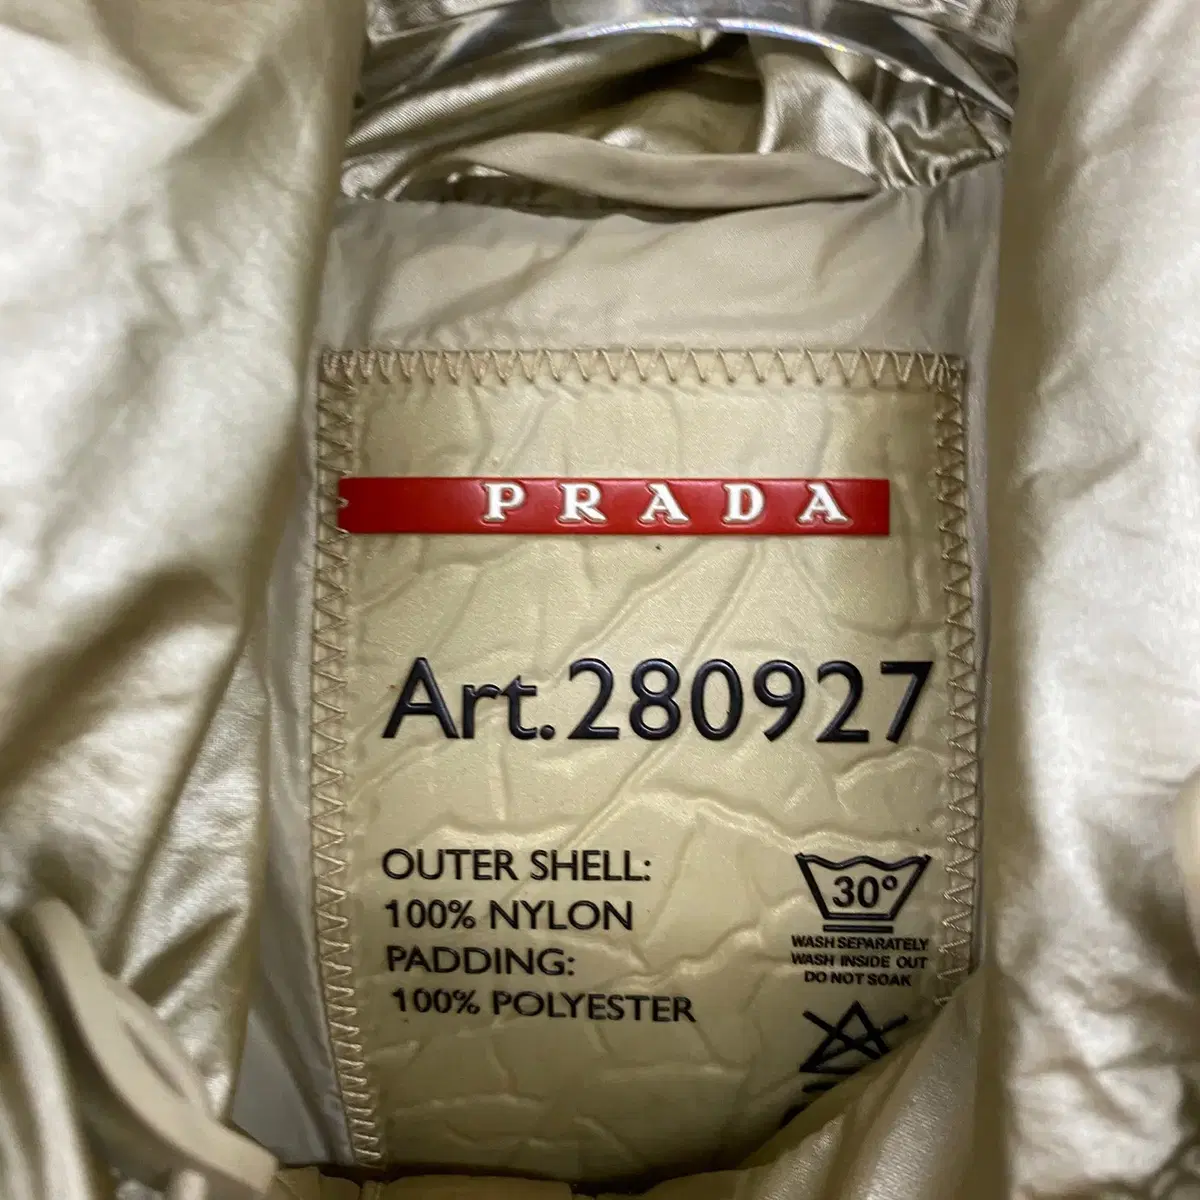 PRADA
Art.280927
OUTER SHELL:
100% NYLON
PADDING:
100% POLYESTER
30°
WASH SEPARATELY
WASH INSIDE OUT
DO NOT SOAK